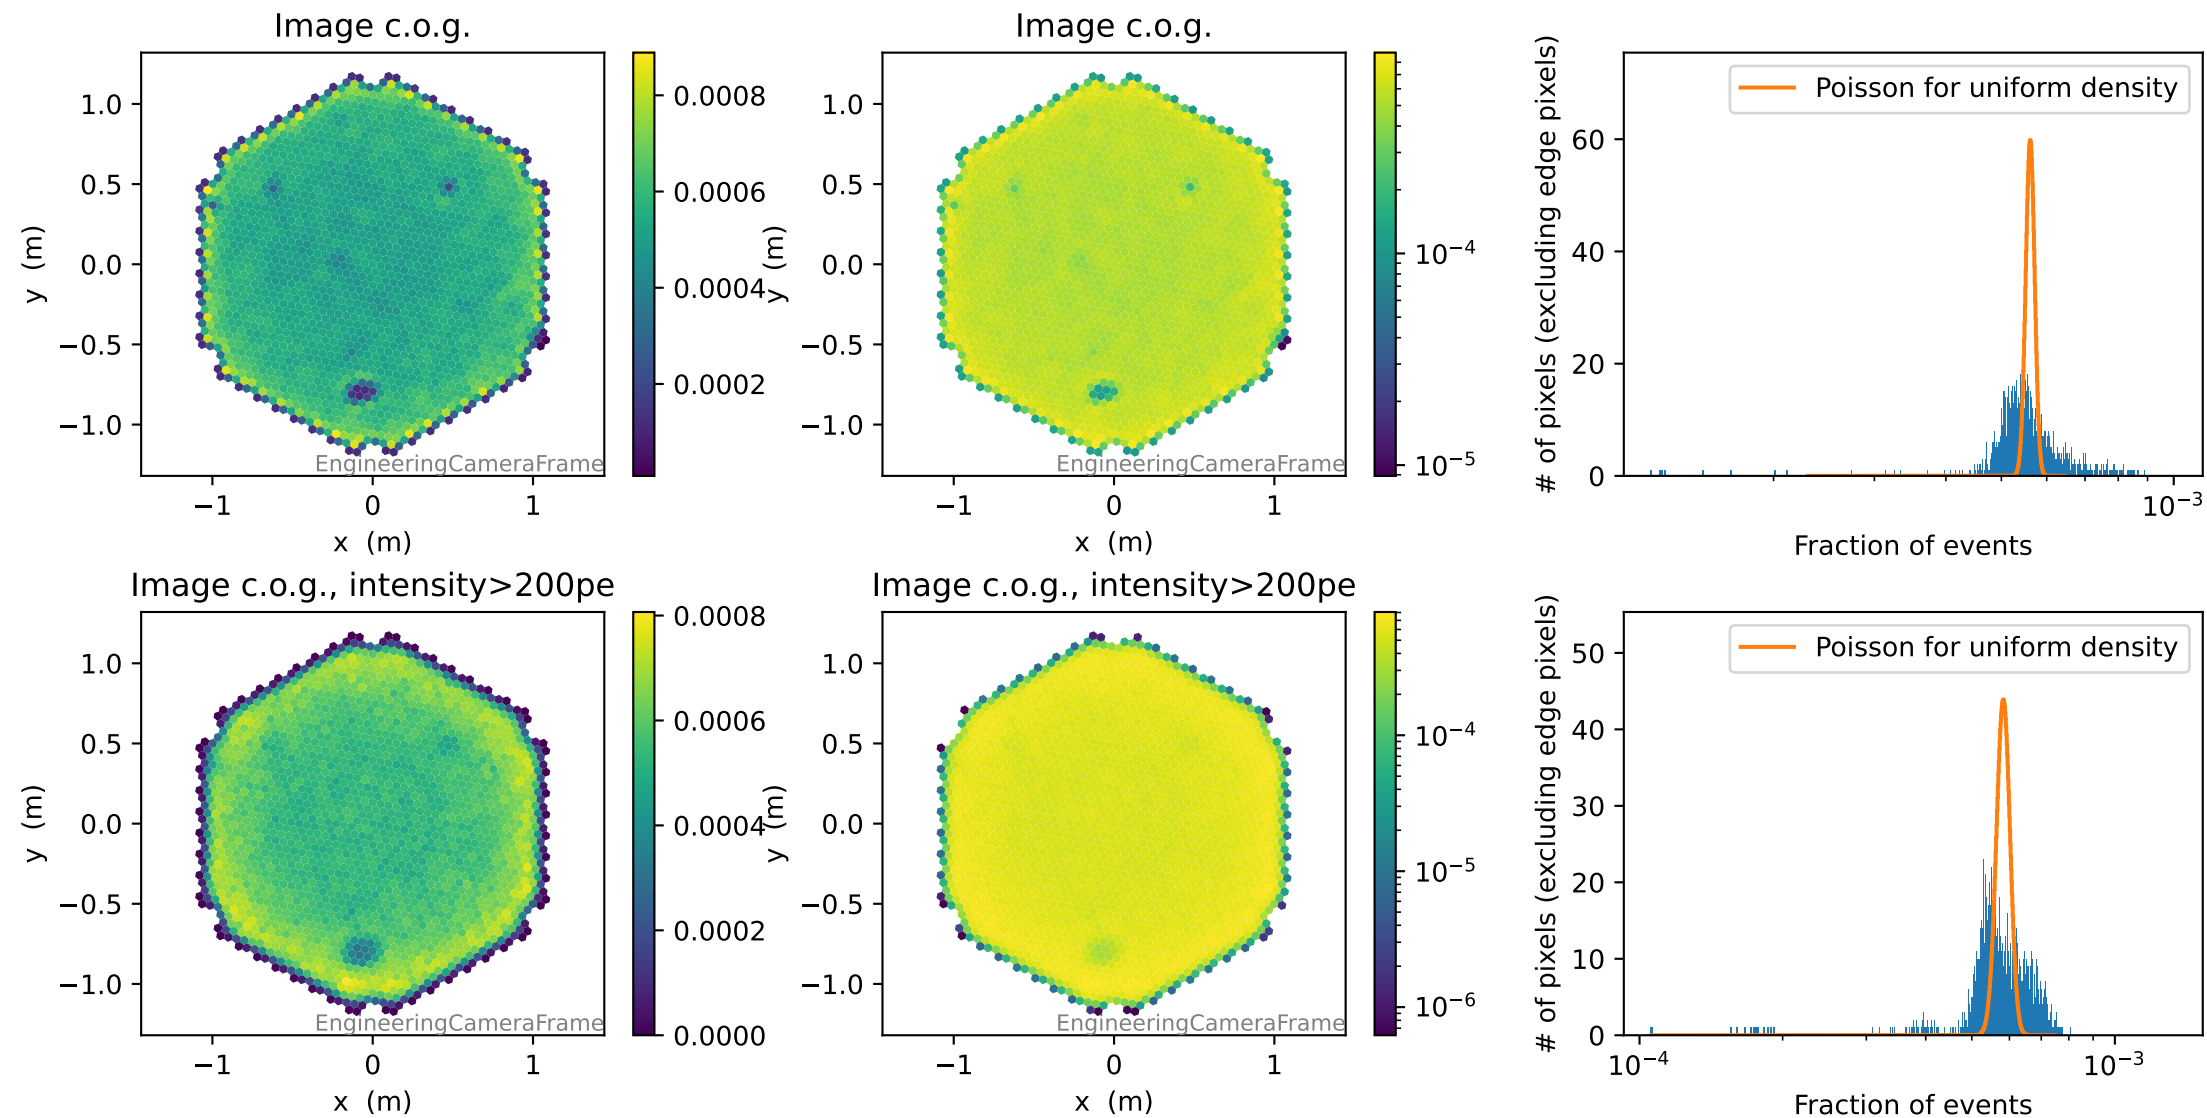 Image c.o.g.
1.0
0.5
0.0
−0.5
−1.0
y (m)
−1
0
1
x (m)
EngineeringCameraFrame
0.0008
0.0006
0.0004
0.0002
Image c.o.g.
1.0
0.5
0.0
−0.5
−1.0
y (m)
−1
0
1
x (m)
EngineeringCameraFrame
10⁻⁴
10⁻⁵
Poisson for uniform density
# of pixels (excluding edge pixels)
60
40
20
0
10⁻³
Fraction of events
Image c.o.g., intensity>200pe
1.0
0.5
0.0
−0.5
−1.0
y (m)
−1
0
1
x (m)
EngineeringCameraFrame
0.0008
0.0006
0.0004
0.0002
0.0000
Image c.o.g., intensity>200pe
1.0
0.5
0.0
−0.5
−1.0
y (m)
−1
0
1
x (m)
EngineeringCameraFrame
10⁻⁴
10⁻⁵
10⁻⁶
Poisson for uniform density
# of pixels (excluding edge pixels)
50
40
30
20
10
0
10⁻⁴
10⁻³
Fraction of events